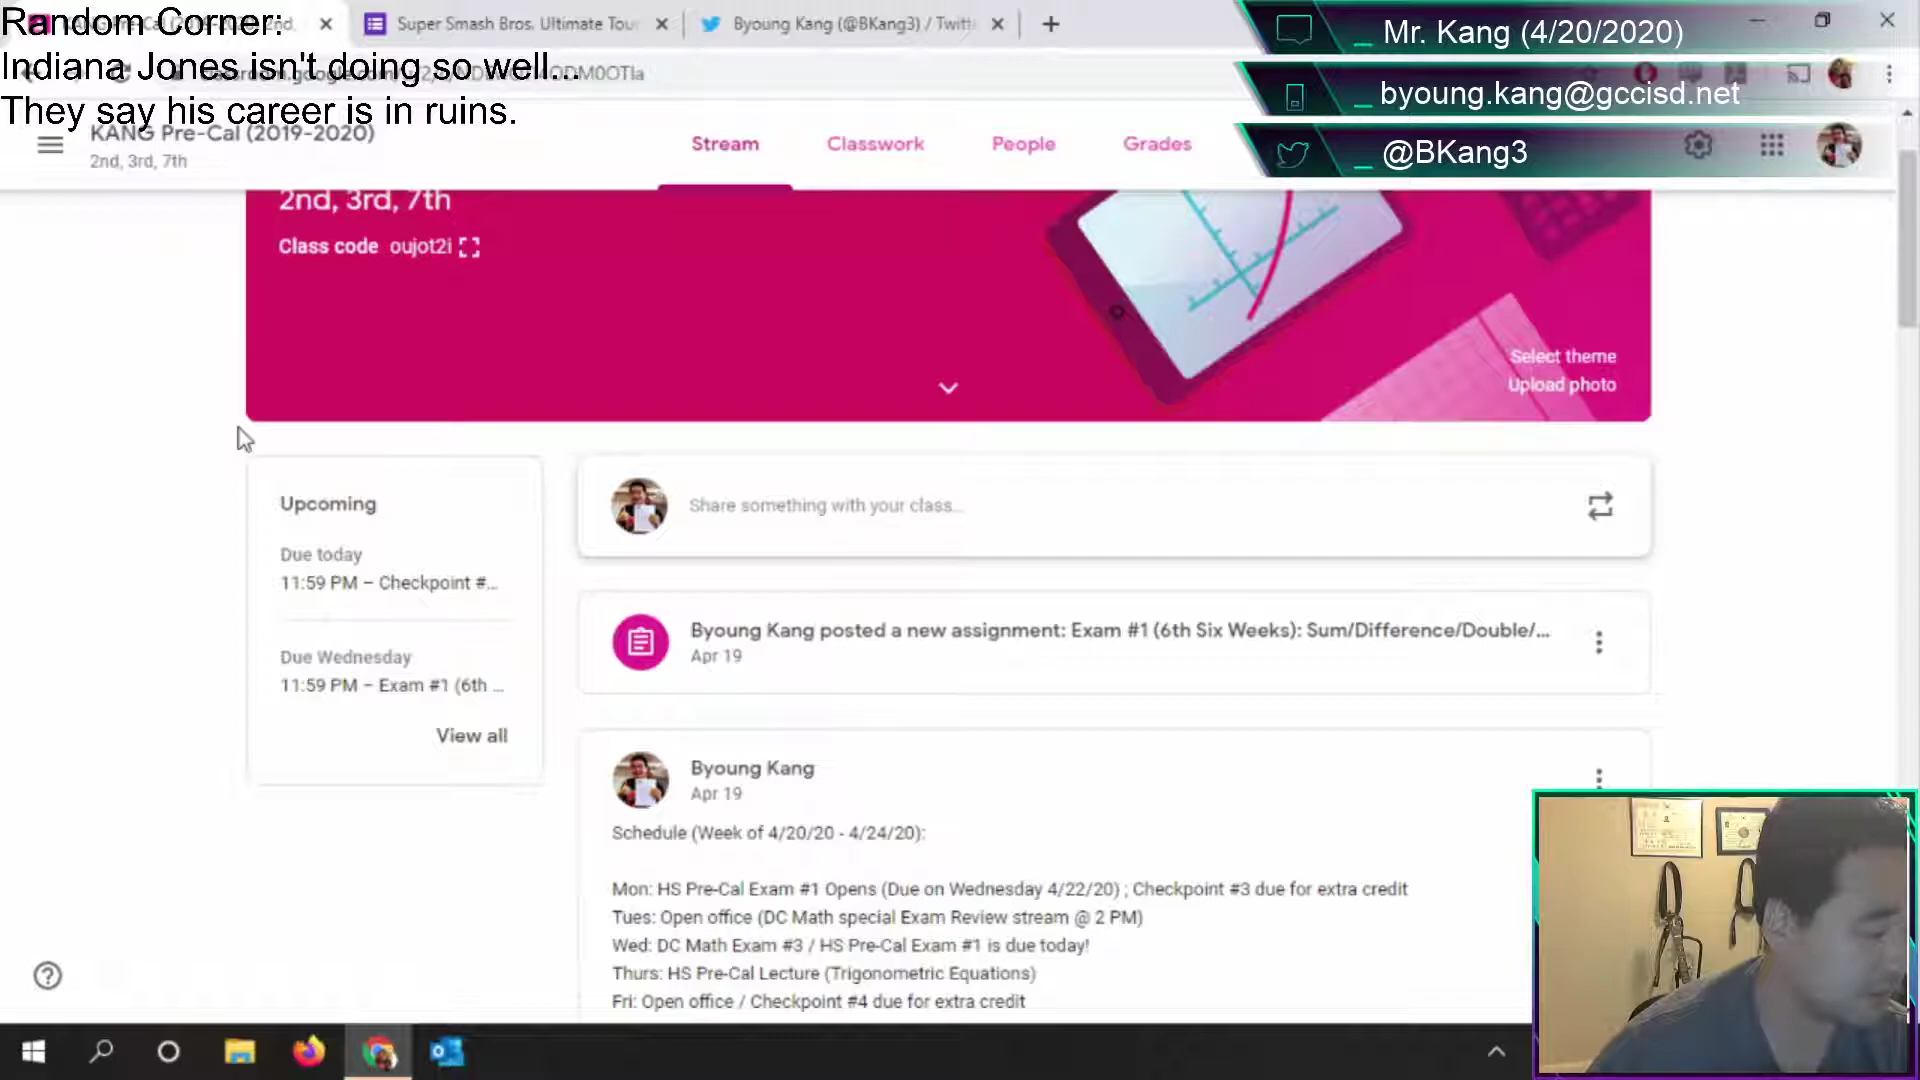 Random Corner:
Indiana Jones isn't doing so well...
They say his career is in ruins.
Super Smash Bros. Ultimate Tou
Byoung Kang (@BKang3) / Twitt
Mr. Kang (4/20/2020)
byoung.kang@gccisd.net
@BKang3
KANG Pre-Cal (2019-2020)
2nd, 3rd, 7th
Stream
Classwork
People
Grades
2nd, 3rd, 7th
Class code oujot2i
Select theme
Upload photo
Upcoming
Due today
11:59 PM – Checkpoint #...
Due Wednesday
11:59 PM – Exam #1 (6th ...
View all
Share something with your class...
Byoung Kang posted a new assignment: Exam #1 (6th Six Weeks): Sum/Difference/Double/...
Apr 19
Byoung Kang
Apr 19
Schedule (Week of 4/20/20 - 4/24/20):
Mon: HS Pre-Cal Exam #1 Opens (Due on Wednesday 4/22/20) ; Checkpoint #3 due for extra credit
Tues: Open office (DC Math special Exam Review stream @ 2 PM)
Wed: DC Math Exam #3 / HS Pre-Cal Exam #1 is due today!
Thurs: HS Pre-Cal Lecture (Trigonometric Equations)
Fri: Open office / Checkpoint #4 due for extra credit